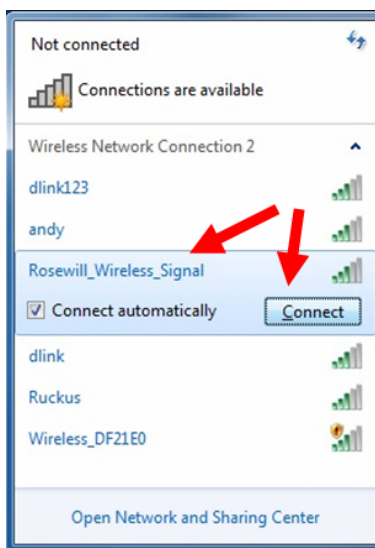 Not connected
Connections are available
Wireless Network Connection 2
dlink123
andy
Rosewill_Wireless_Signal
Connect automatically Connect
dlink
Ruckus
Wireless_DF21E0
Open Network and Sharing Center